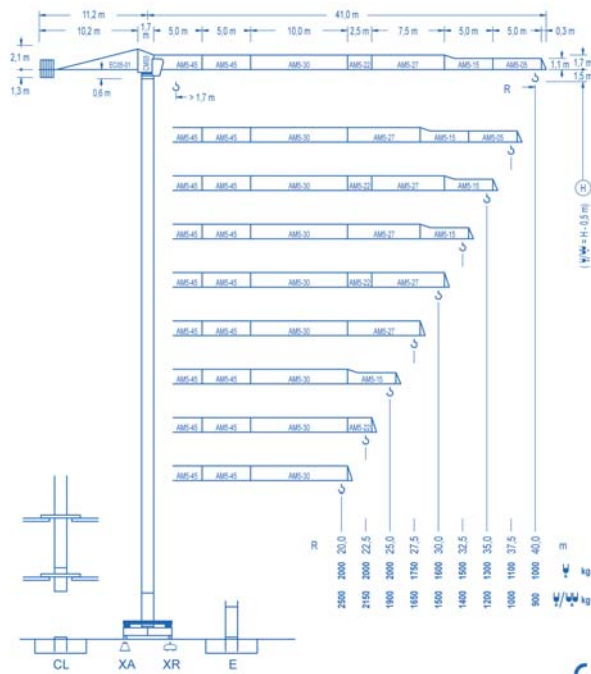 11,2 m 41,0 m
10,2 m 1,7 m 5,0 m 5,0 m 10,0 m 2,5 m 7,5 m 5,0 m 5,0 m 0,3 m
2,1 m
1,3 m
EC05-01
0,6 m
AM5-45 AM5-45 AM5-30 AM5-22 AM5-27 AM5-15 AM5-05
1,1 m 1,7 m
1,5 m
> 1,7 m
R
H
= H - 0,5 m)
AM5-45 AM5-45 AM5-30 AM5-27 AM5-15 AM5-05
AM5-45 AM5-45 AM5-30 AM5-22 AM5-27 AM5-15
AM5-45 AM5-45 AM5-30 AM5-27 AM5-15
AM5-45 AM5-45 AM5-30 AM5-22 AM5-27
AM5-45 AM5-45 AM5-30 AM5-27
AM5-45 AM5-45 AM5-30 AM5-15
AM5-45 AM5-45 AM5-30 AM5-22
AM5-45 AM5-45 AM5-30
R 20,0 22,5 25,0 27,5 30,0 32,5 35,0 37,5 40,0 m
2000 2000 2000 1750 1600 1500 1300 1100 1000 kg
2500 2150 1900 1650 1500 1400 1200 1000 900 kg
CL XA XR E